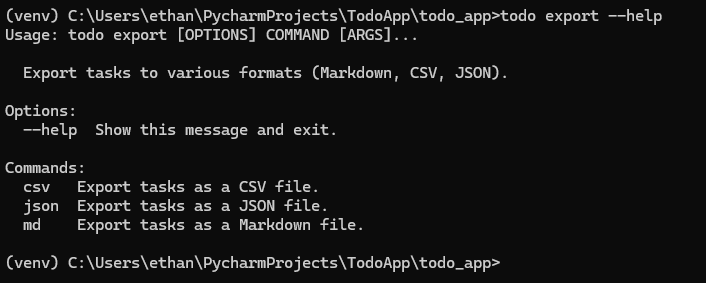 (venv) C:\Users\ethan\PycharmProjects\TodoApp\todo_app>todo export --help
Usage: todo export [OPTIONS] COMMAND [ARGS]...
Export tasks to various formats (Markdown, CSV, JSON).
Options:
--help  Show this message and exit.
Commands:
csv   Export tasks as a CSV file.
json  Export tasks as a JSON file.
md    Export tasks as a Markdown file.
(venv) C:\Users\ethan\PycharmProjects\TodoApp\todo_app>